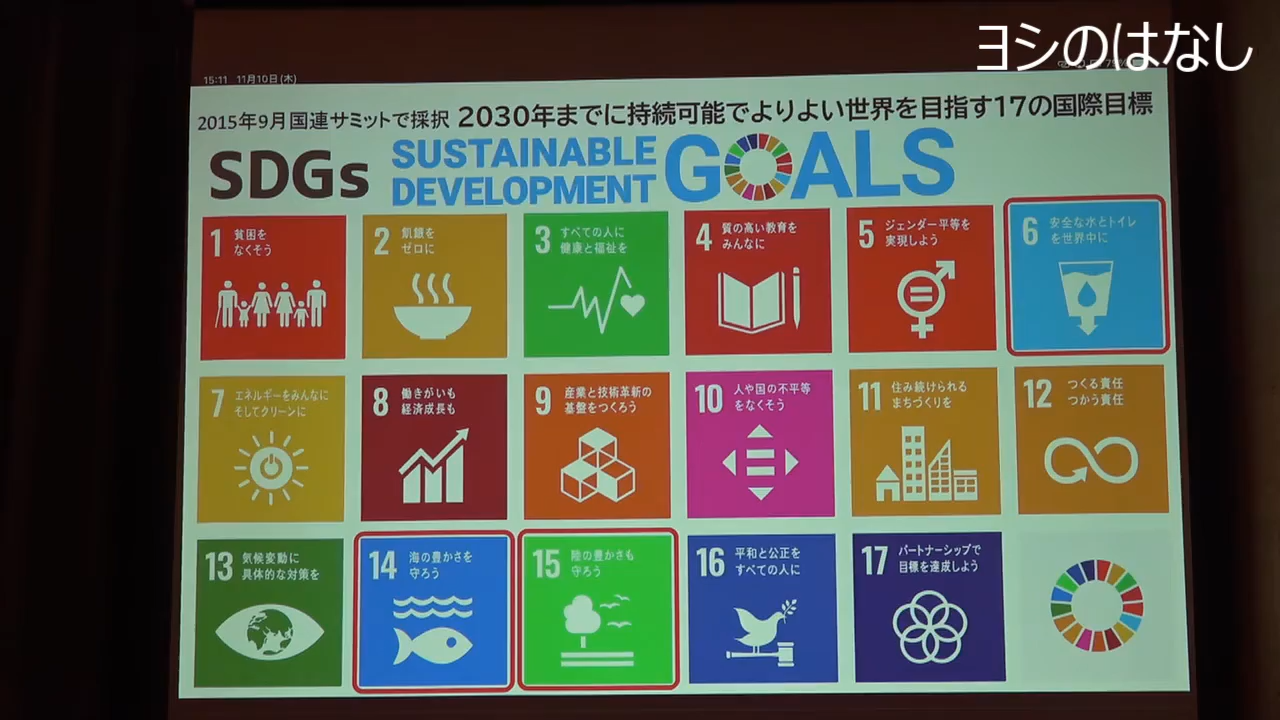 ヨシのはなし
15:11 11月10日(木)
2015年9月国連サミットで採択 2030年までに持続可能でよりよい世界を目指す17の国際目標
SDGs
SUSTAINABLE
DEVELOPMENT
GOALS
1 貧困を
なくそう
2 飢餓を
ゼロに
3 すべての人に
健康と福祉を
4 質の高い教育を
みんなに
5 ジェンダー平等を
実現しよう
6 安全な水とトイレ
を世界中に
7 エネルギーをみんなに
そしてクリーンに
8 働きがいも
経済成長も
9 産業と技術革新の
基盤をつくろう
10 人や国の不平等
をなくそう
11 住み続けられる
まちづくりを
12 つくる責任
つかう責任
13 気候変動に
具体的な対策を
14 海の豊かさを
守ろう
15 陸の豊かさも
守ろう
16 平和と公正を
すべての人に
17 パートナーシップで
目標を達成しよう